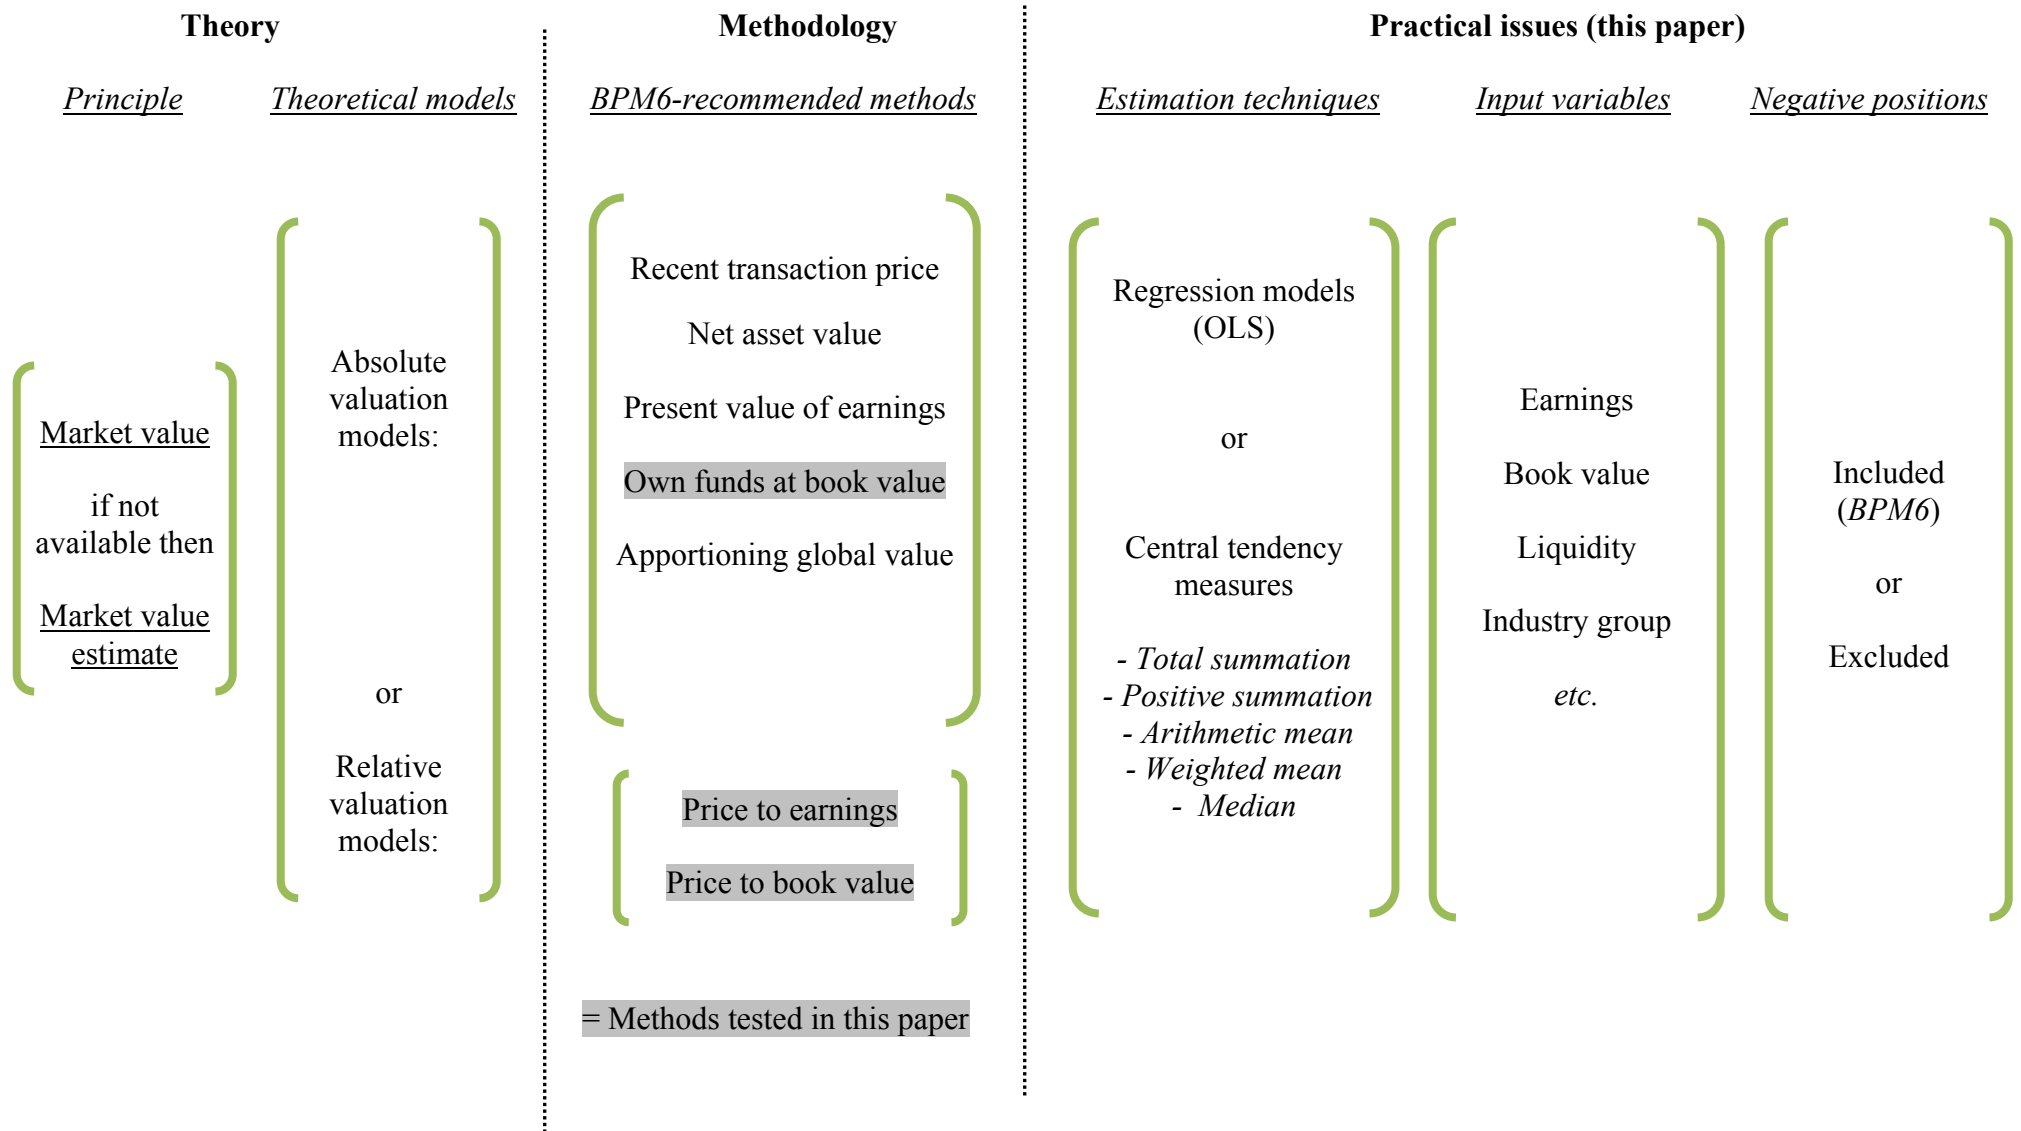 Theory
Methodology
Practical issues (this paper)
Principle
Theoretical models
BPM6-recommended methods
Estimation techniques
Input variables
Negative positions
Market value
if not
available then
Market value
estimate
Absolute
valuation
models:
or
Relative
valuation
models:
Recent transaction price
Net asset value
Present value of earnings
Own funds at book value
Apportioning global value
Price to earnings
Price to book value
= Methods tested in this paper
Regression models
(OLS)
or
Central tendency
measures
- Total summation
- Positive summation
- Arithmetic mean
- Weighted mean
- Median
Earnings
Book value
Liquidity
Industry group
etc.
Included
(BPM6)
or
Excluded